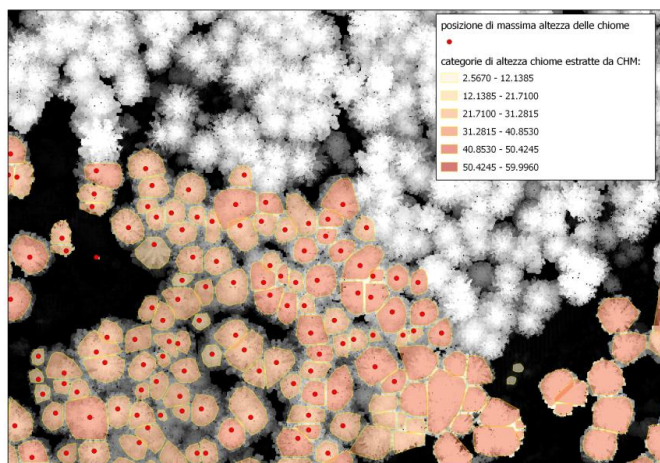 posizione di massima altezza delle chiome
categorie di altezza chiome estratte da CHM:
2.5670 - 12.1385
12.1385 - 21.7100
21.7100 - 31.2815
31.2815 - 40.8530
40.8530 - 50.4245
50.4245 - 59.9960